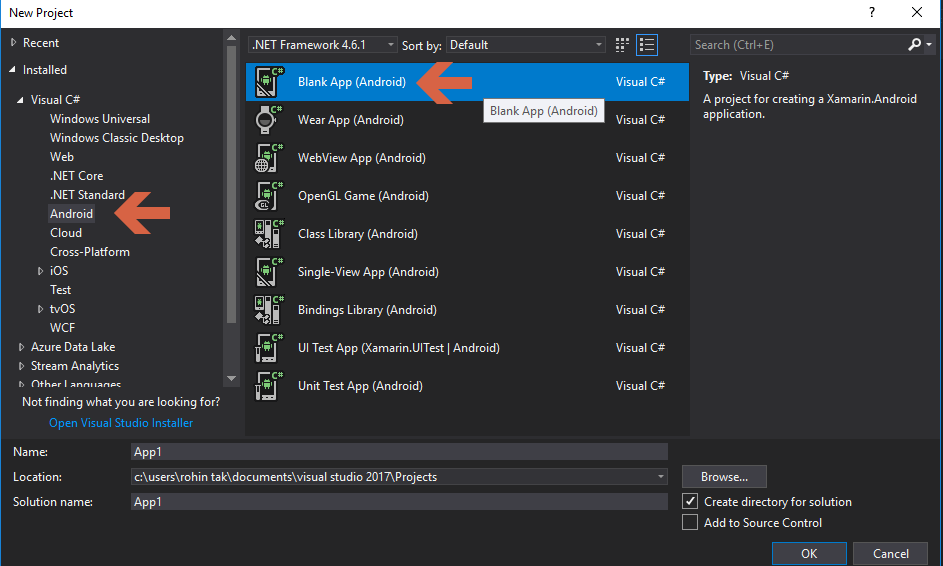 New Project
?
Recent
Installed
Visual C#
Windows Universal
Windows Classic Desktop
Web
.NET Core
.NET Standard
Android
Cloud
Cross-Platform
iOS
Test
tvOS
WCF
Azure Data Lake
Stream Analytics
Other Languages
Not finding what you are looking for?
Open Visual Studio Installer
.NET Framework 4.6.1
Sort by:
Default
Blank App (Android) Visual C#
Blank App (Android)
Wear App (Android) Visual C#
WebView App (Android) Visual C#
OpenGL Game (Android) Visual C#
Class Library (Android) Visual C#
Single-View App (Android) Visual C#
Bindings Library (Android) Visual C#
UI Test App (Xamarin.UITest | Android) Visual C#
Unit Test App (Android) Visual C#
Search (Ctrl+E)
Type: Visual C#
A project for creating a Xamarin.Android
application.
Name: App1
Location: c:\users\rohin tak\documents\visual studio 2017\Projects
Browse...
Solution name: App1
Create directory for solution
Add to Source Control
OK
Cancel